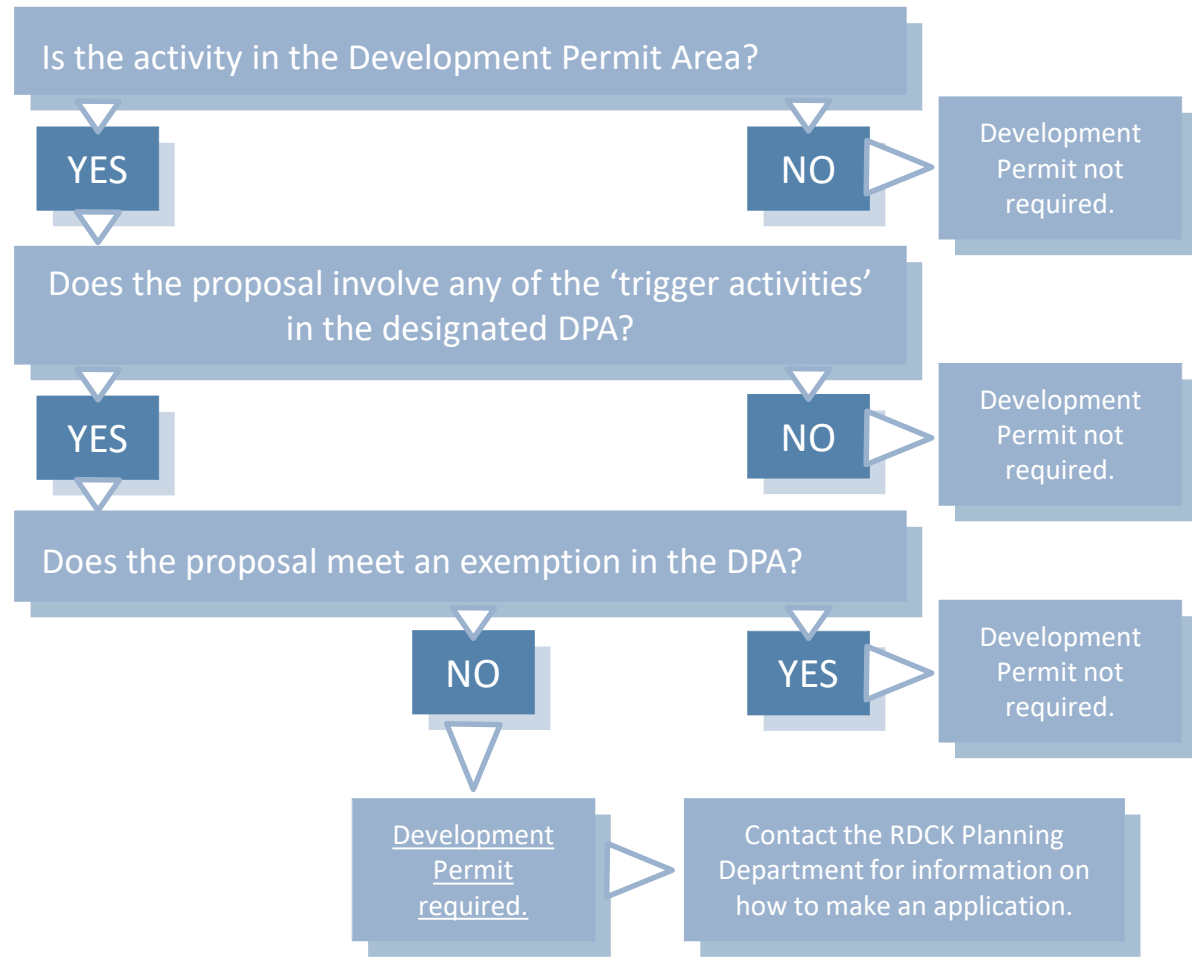 Is the activity in the Development Permit Area?
YES
NO
Development
Permit not
required.
Does the proposal involve any of the ‘trigger activities’
in the designated DPA?
YES
NO
Development
Permit not
required.
Does the proposal meet an exemption in the DPA?
NO
YES
Development
Permit not
required.
Development
Permit
required.
Contact the RDCK Planning
Department for information on
how to make an application.